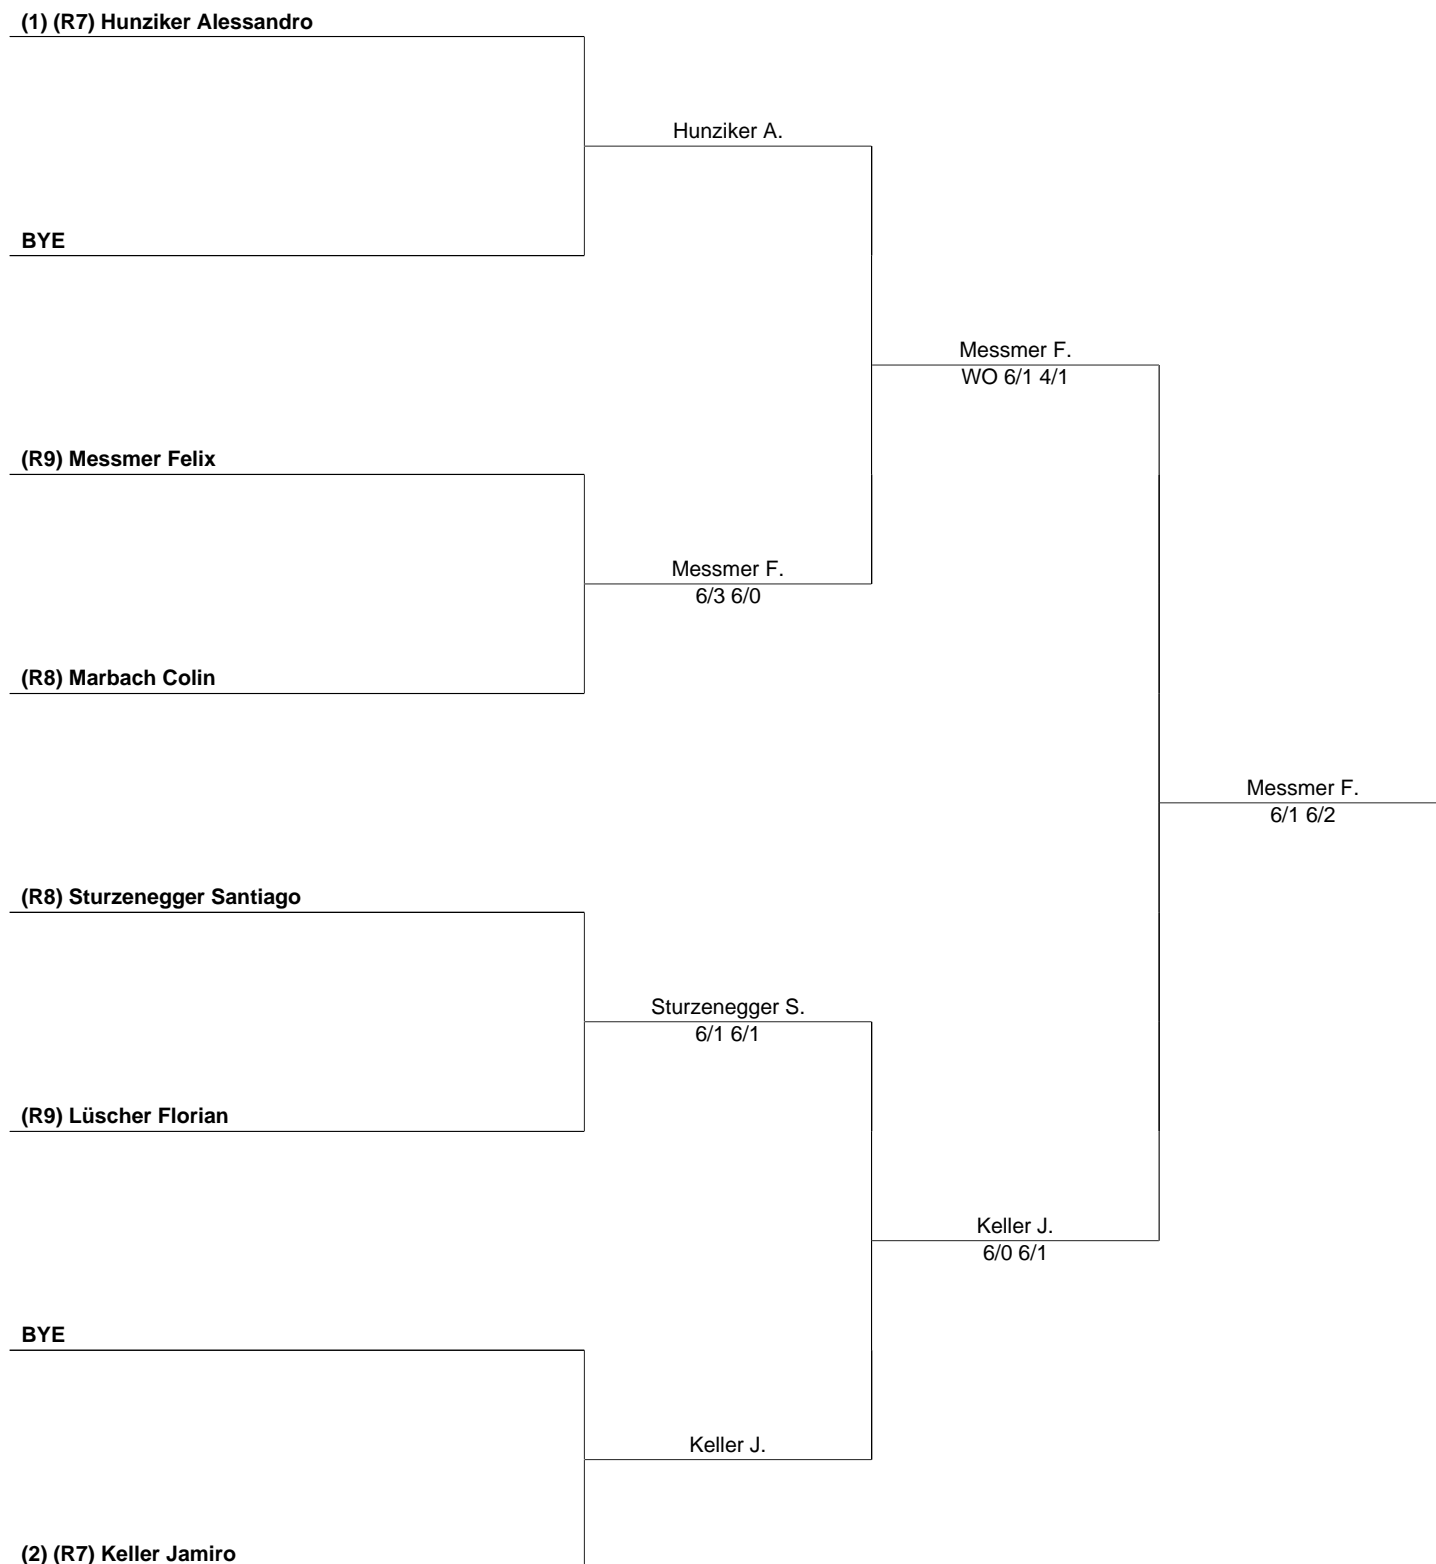 (1) (R7) Hunziker Alessandro
Hunziker A.
BYE
Messmer F.
WO 6/1 4/1
(R9) Messmer Felix
Messmer F.
6/3 6/0
(R8) Marbach Colin
Messmer F.
6/1 6/2
(R8) Sturzenegger Santiago
Sturzenegger S.
6/1 6/1
(R9) Lüscher Florian
Keller J.
6/0 6/1
BYE
Keller J.
(2) (R7) Keller Jamiro